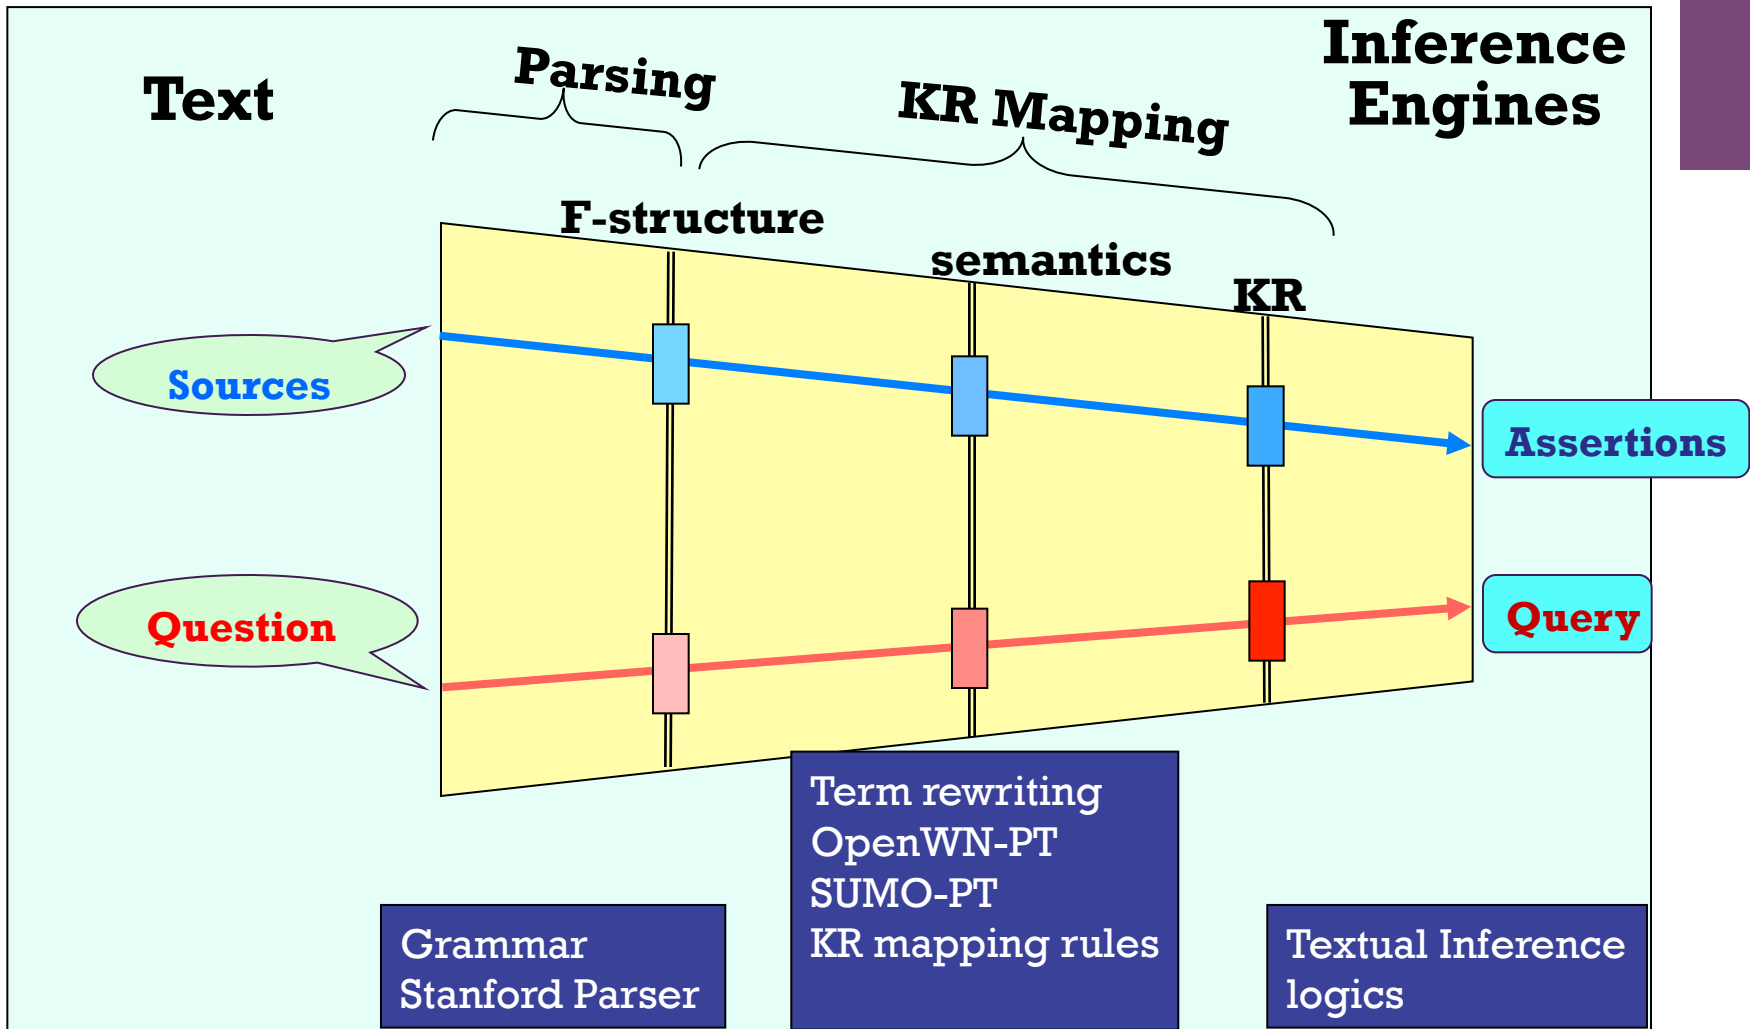 Text
Parsing
KR Mapping
Inference
Engines
F-structure
semantics
KR
Sources
Assertions
Question
Query
Term rewriting
OpenWN-PT
SUMO-PT
KR mapping rules
Grammar
Stanford Parser
Textual Inference
logics